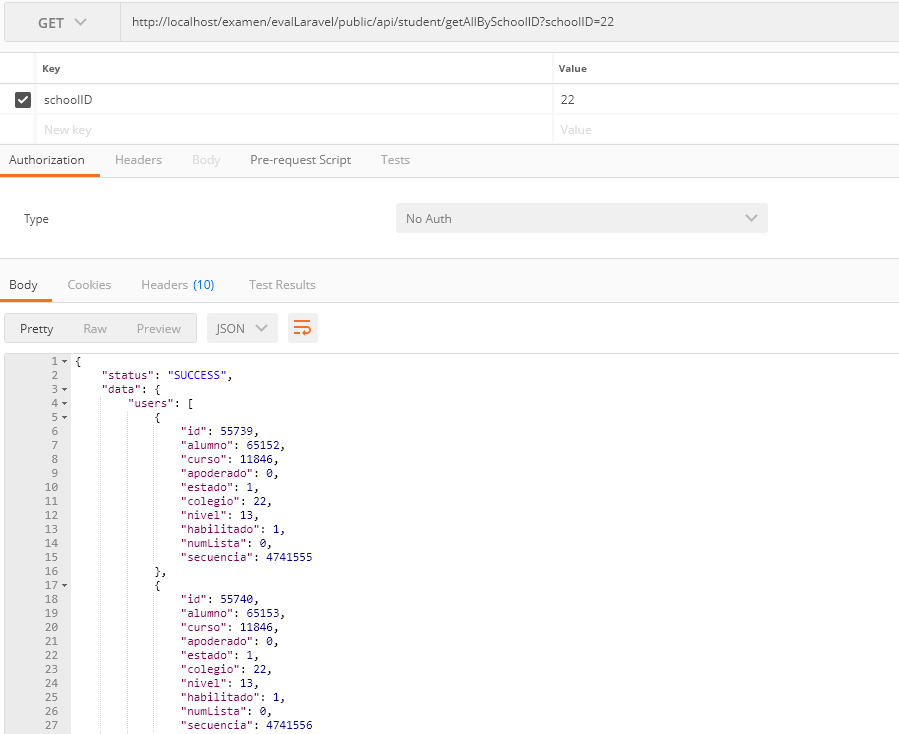 GET http://localhost/examen/evalLaravel/public/api/student/getAllBySchoolID?schoolID=22
Key Value
schoolID 22
New key Value
Authorization Headers Body Pre-request Script Tests
Type No Auth
Body Cookies Headers (10) Test Results
Pretty Raw Preview JSON
1 {
2 "status": "SUCCESS",
3 "data": {
4 "users": [
5 {
6 "id": 55739,
7 "alumno": 65152,
8 "curso": 11846,
9 "apoderado": 0,
10 "estado": 1,
11 "colegio": 22,
12 "nivel": 13,
13 "habilitado": 1,
14 "numLista": 0,
15 "secuencia": 4741555
16 },
17 {
18 "id": 55740,
19 "alumno": 65153,
20 "curso": 11846,
21 "apoderado": 0,
22 "estado": 1,
23 "colegio": 22,
24 "nivel": 13,
25 "habilitado": 1,
26 "numLista": 0,
27 "secuencia": 4741556